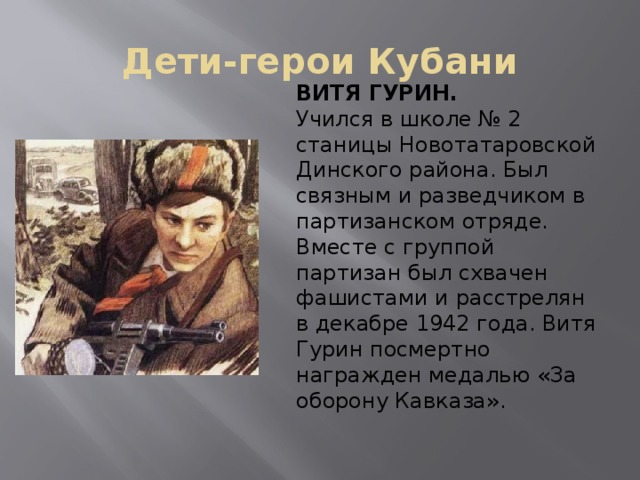 Дети-герои Кубани
ВИТЯ ГУРИН.
Учился в школе № 2
станицы Новотатаровской
Динского района. Был
связным и разведчиком в
партизанском отряде.
Вместе с группой
партизан был схвачен
фашистами и расстрелян
в декабре 1942 года. Витя
Гурин посмертно
награжден медалью «За
оборону Кавказа».